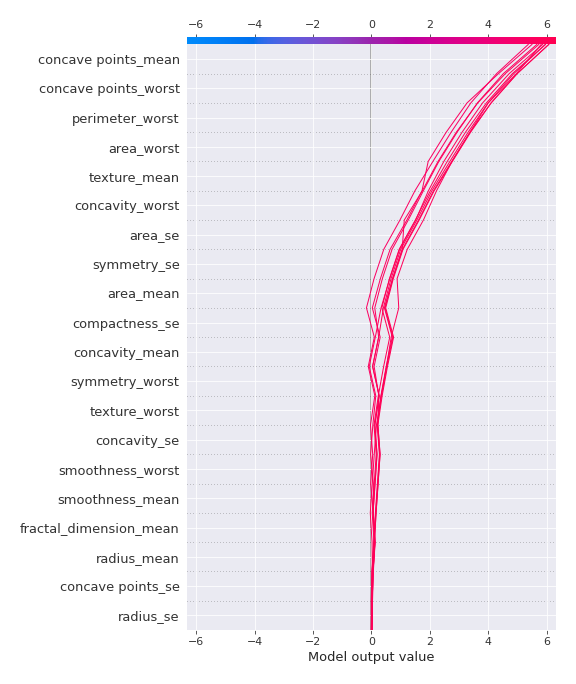 −6 −4 −2 0 2 4 6
concave points_mean
concave points_worst
perimeter_worst
area_worst
texture_mean
concavity_worst
area_se
symmetry_se
area_mean
compactness_se
concavity_mean
symmetry_worst
texture_worst
concavity_se
smoothness_worst
smoothness_mean
fractal_dimension_mean
radius_mean
concave points_se
radius_se
−6 −4 −2 0 2 4 6
Model output value